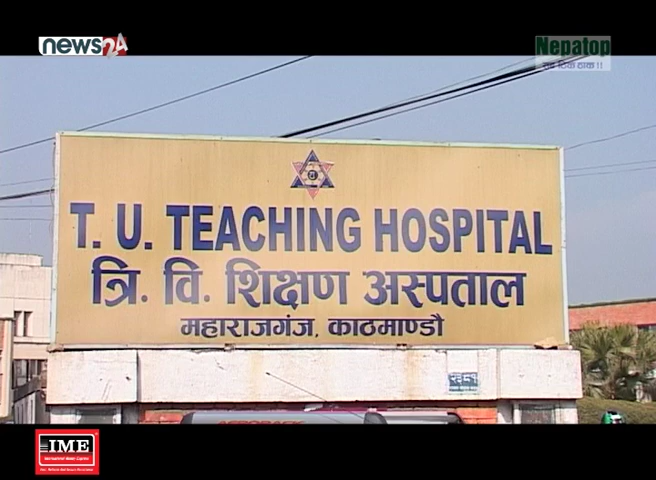 news24
Nepatop
T. U. TEACHING HOSPITAL
त्रि. वि. शिक्षण अस्पताल
महाराजगंज, काठमाण्डौ
IME